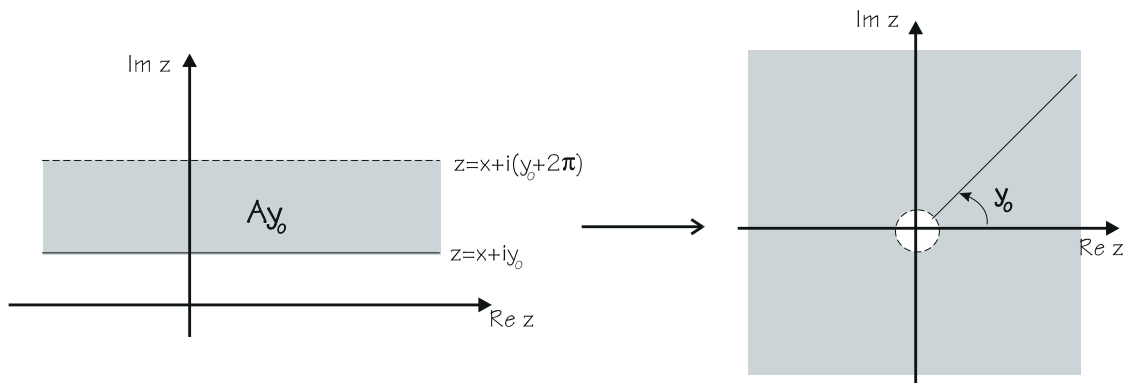 Im z
z=x+i(y₀+2π)
Ay₀
z=x+iy₀
Re z
Im z
y₀
Re z